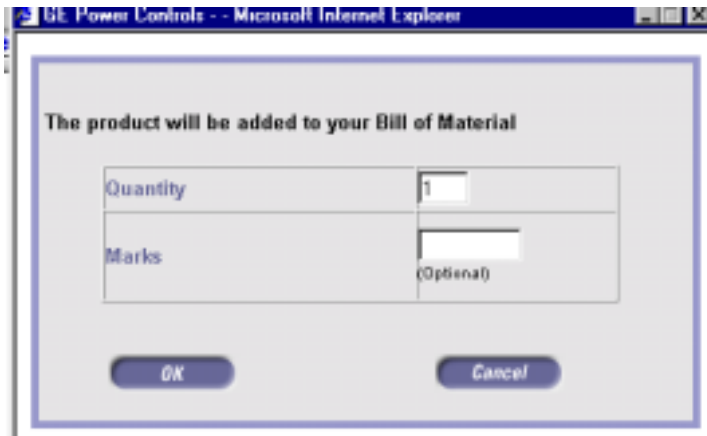 GE Power Controls - - Microsoft Internet Explorer
The product will be added to your Bill of Material
Quantity 1
Marks
(Optional)
OK Cancel